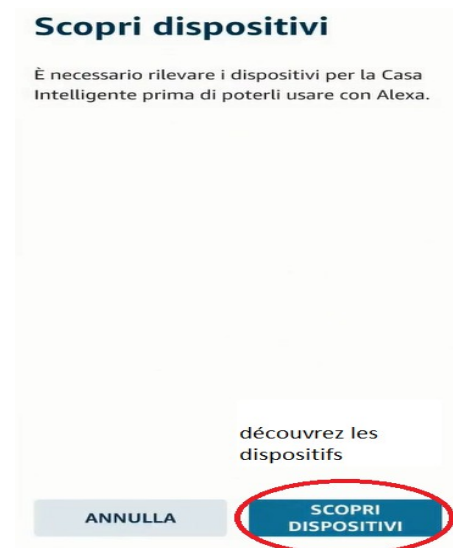 Scopri dispositivi
È necessario rilevare i dispositivi per la Casa
Intelligente prima di poterli usare con Alexa.
découvrez les
dispositifs
ANNULLA
SCOPRI
DISPOSITIVI